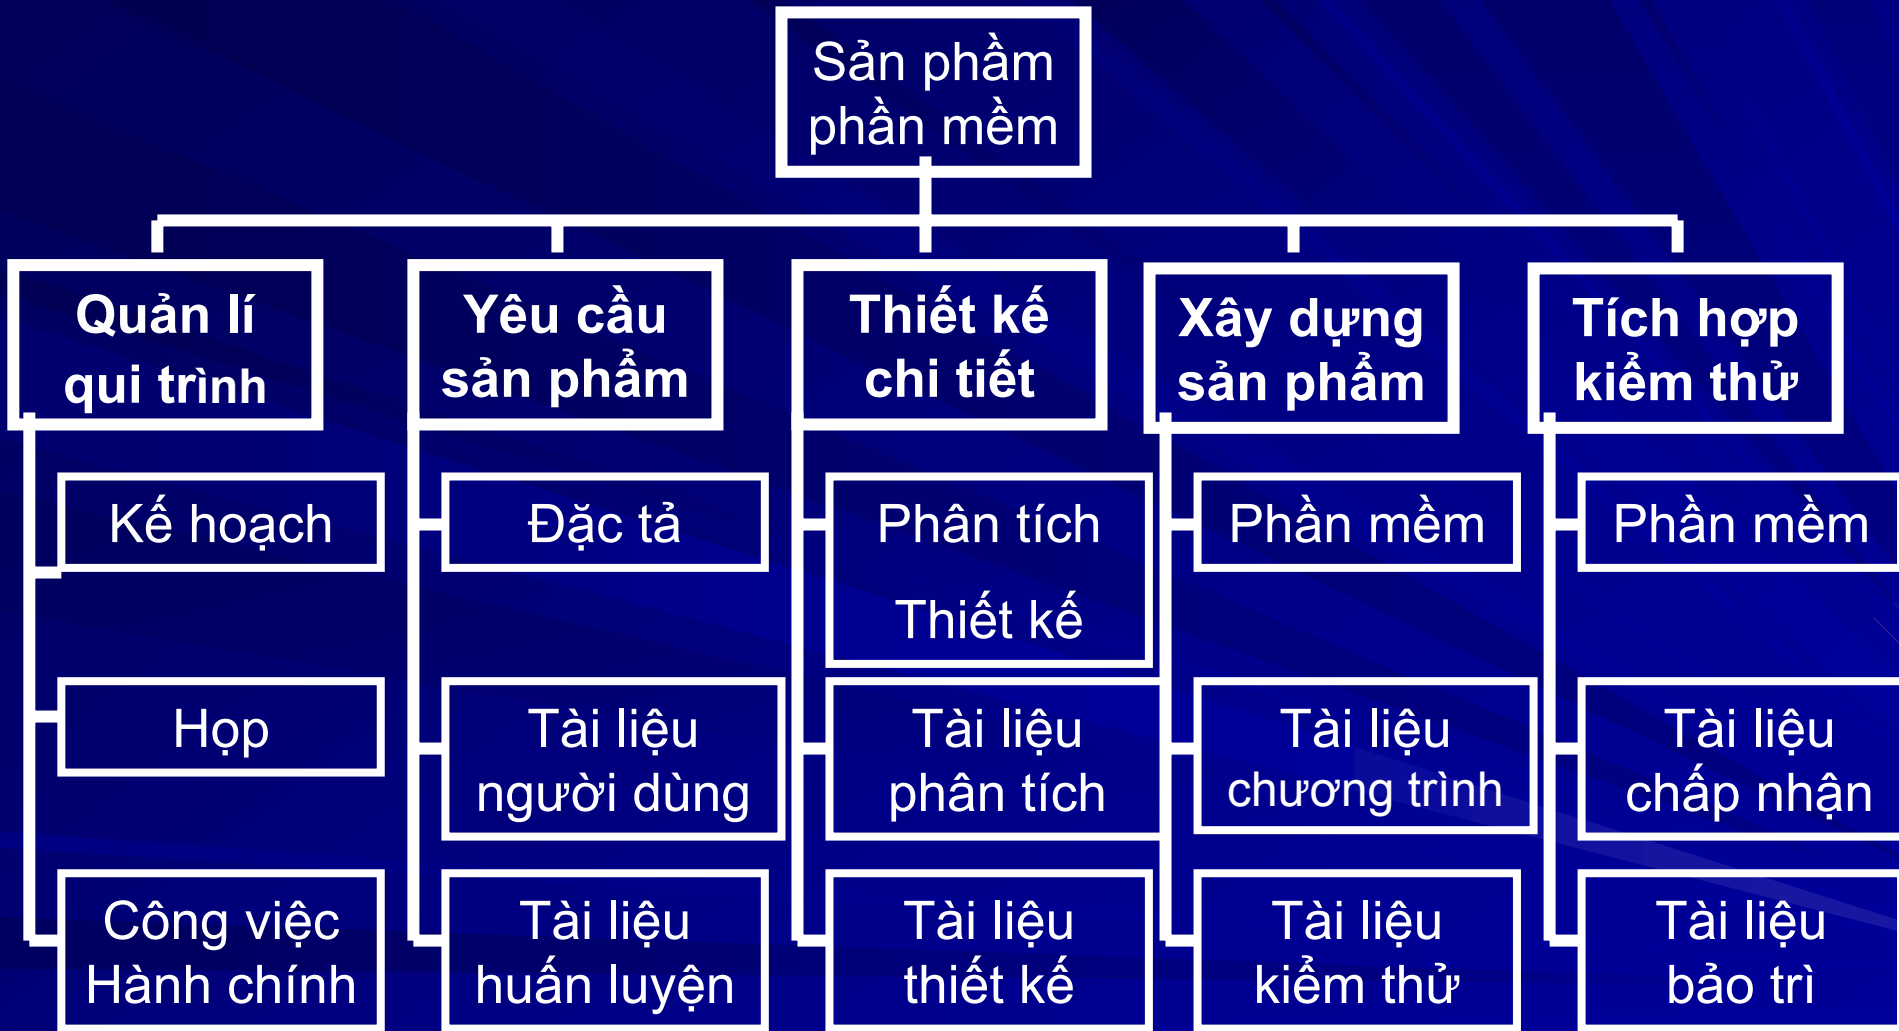 Sản phầm
phần mềm
Quản lí
qui trình
Yêu cầu
sản phẩm
Thiết kế
chi tiết
Xây dựng
sản phẩm
Tích hợp
kiểm thử
Kế hoạch
Họp
Công việc
Hành chính
Đặc tả
Tài liệu
người dùng
Tài liệu
huấn luyện
Phân tích
Thiết kế
Tài liệu
phân tích
Tài liệu
thiết kế
Phần mềm
Tài liệu
chương trình
Tài liệu
kiểm thử
Phần mềm
Tài liệu
chấp nhận
Tài liệu
bảo trì